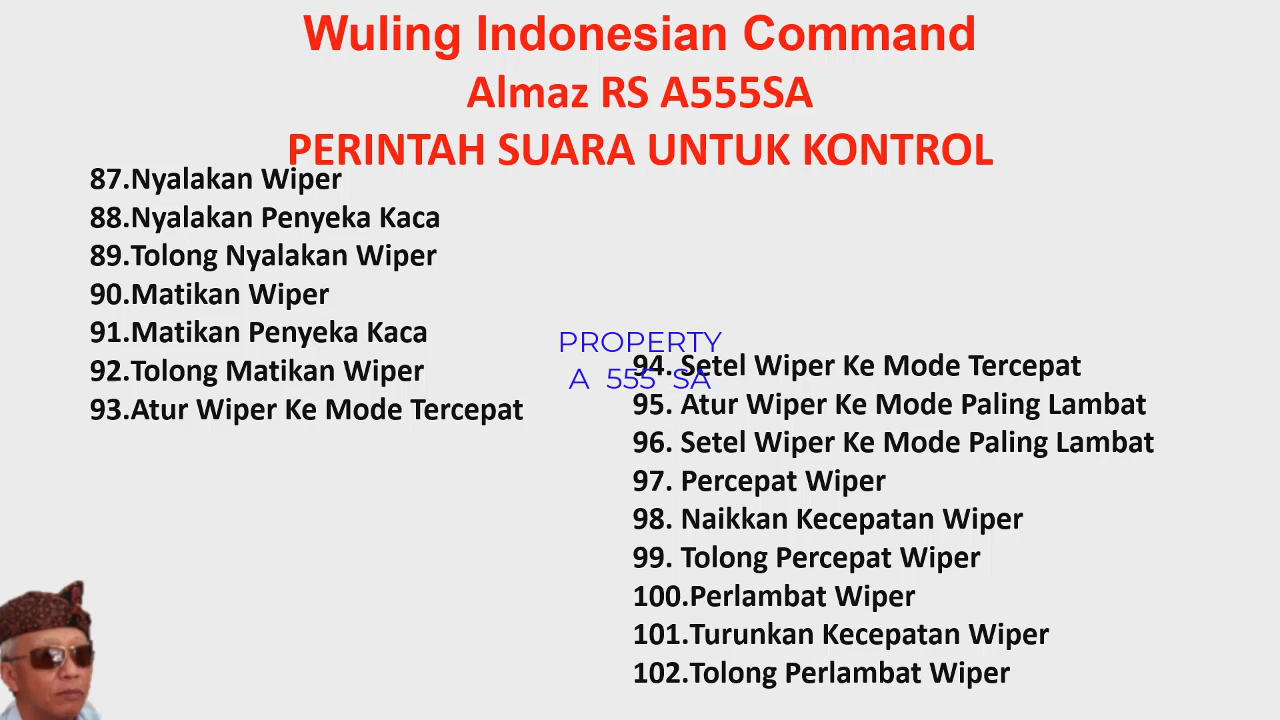 Wuling Indonesian Command
Almaz RS A555SA
PERINTAH SUARA UNTUK KONTROL
87.Nyalakan Wiper
88.Nyalakan Penyeka Kaca
89.Tolong Nyalakan Wiper
90.Matikan Wiper
91.Matikan Penyeka Kaca
92.Tolong Matikan Wiper
93.Atur Wiper Ke Mode Tercepat
PROPERTY
A 555 SA
94. Setel Wiper Ke Mode Tercepat
95. Atur Wiper Ke Mode Paling Lambat
96. Setel Wiper Ke Mode Paling Lambat
97. Percepat Wiper
98. Naikkan Kecepatan Wiper
99. Tolong Percepat Wiper
100.Perlambat Wiper
101.Turunkan Kecepatan Wiper
102.Tolong Perlambat Wiper